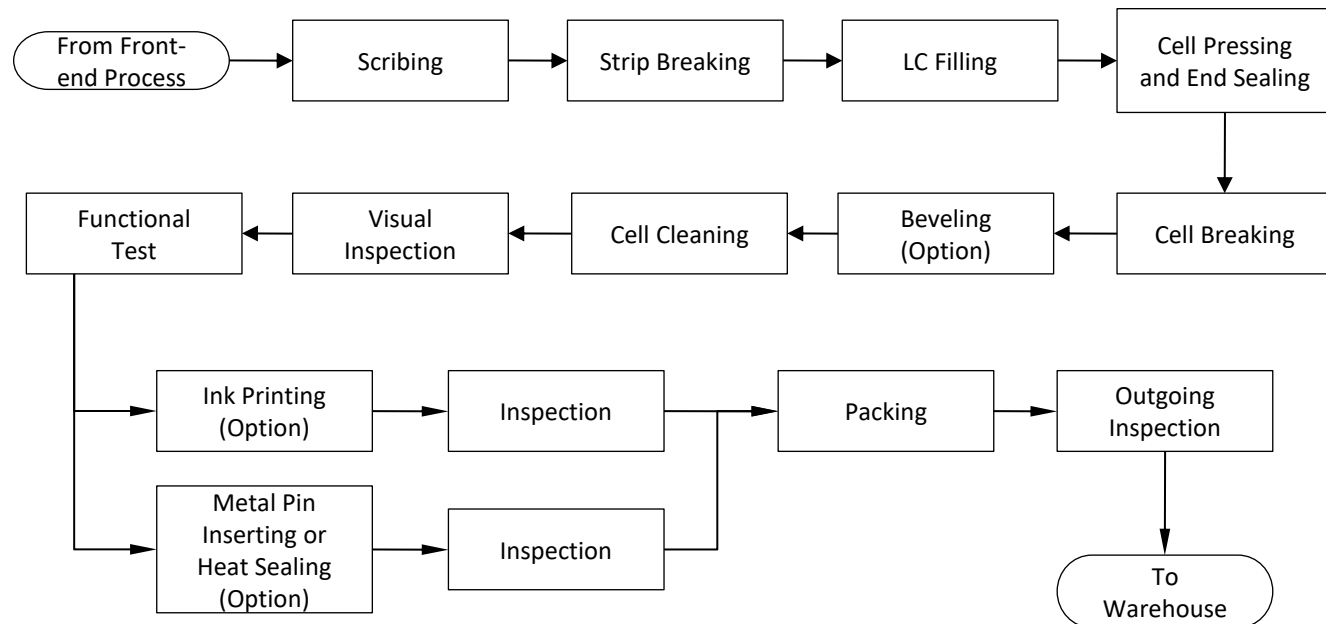 From Front-
end Process
Scribing
Strip Breaking
LC Filling
Cell Pressing
and End Sealing
Functional
Test
Visual
Inspection
Cell Cleaning
Beveling
(Option)
Cell Breaking
Ink Printing
(Option)
Inspection
Packing
Outgoing
Inspection
Metal Pin
Inserting or
Heat Sealing
(Option)
Inspection
To
Warehouse